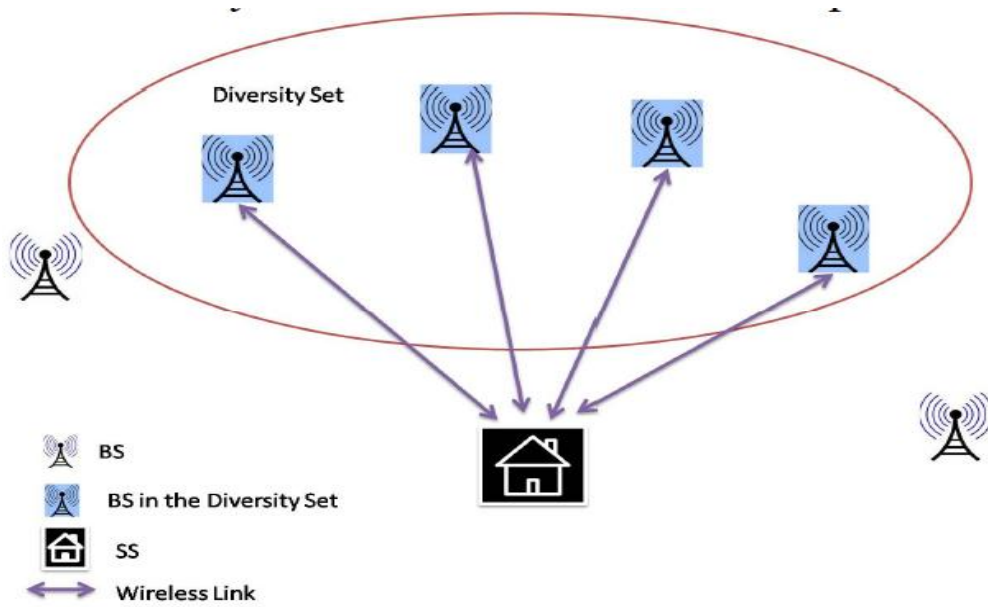 Diversity Set
BS
BS in the Diversity Set
SS
Wireless Link